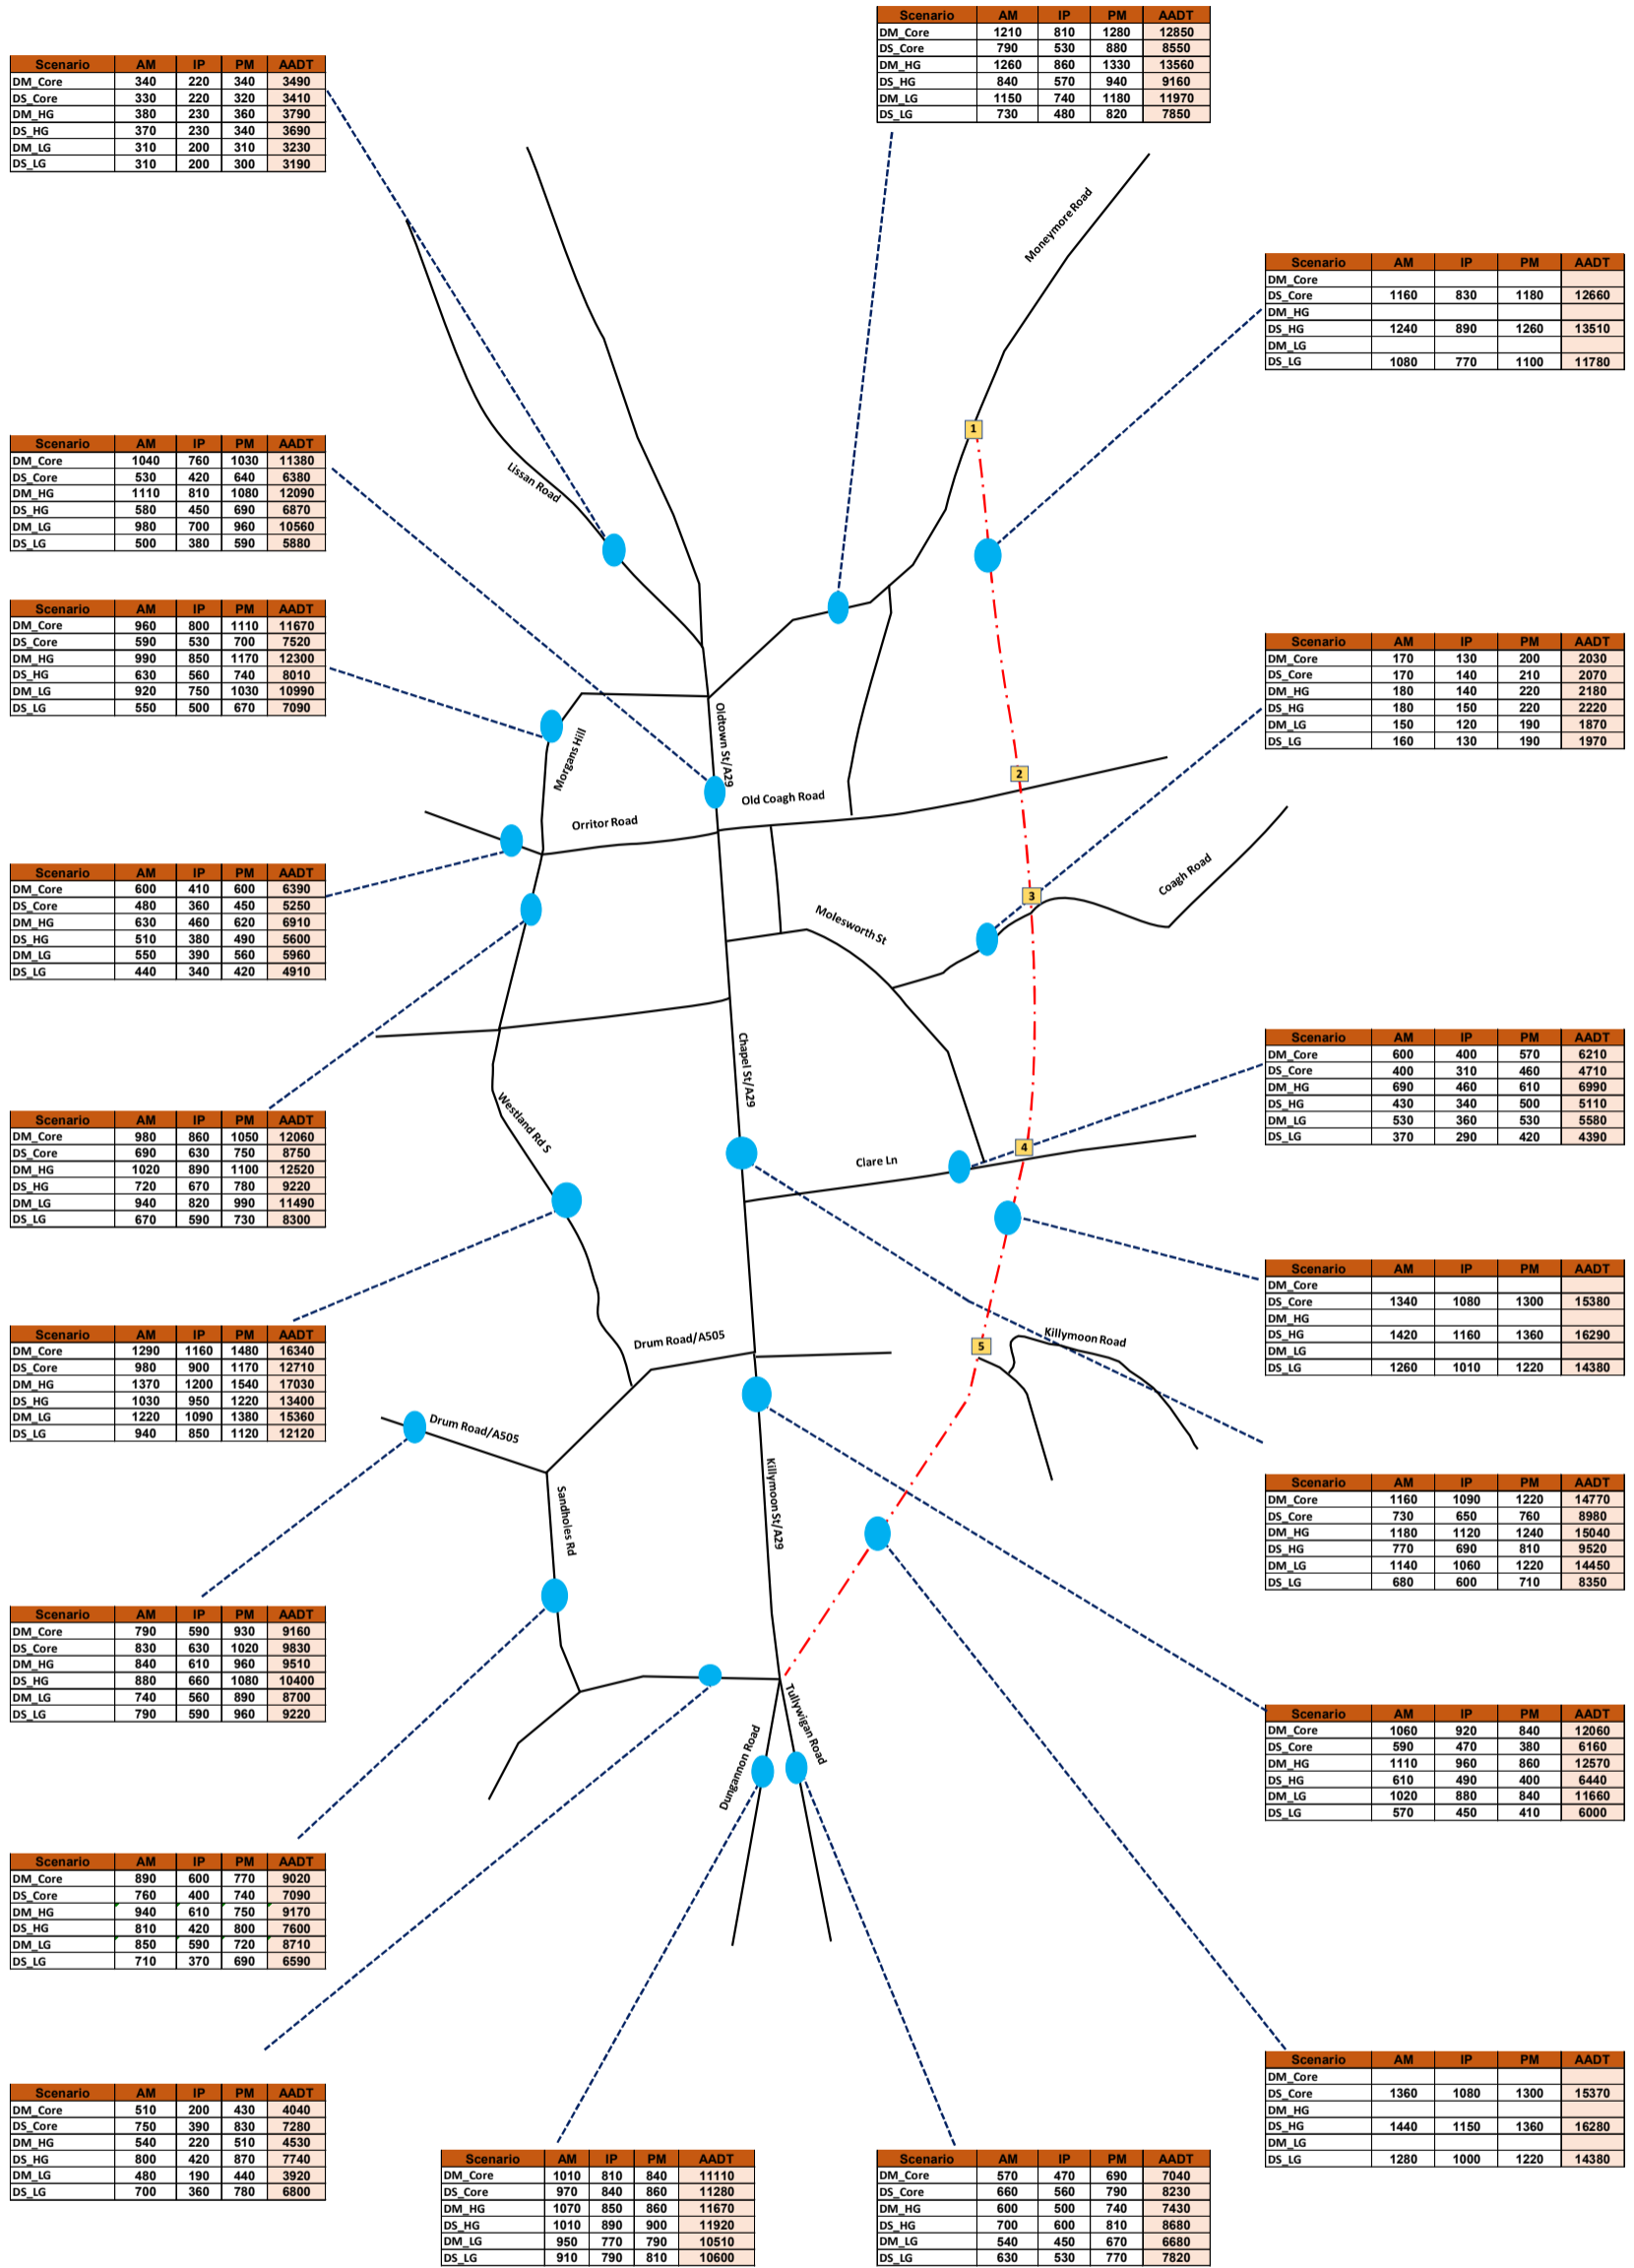 Scenario AM IP PM AADT
DM_Core 1210 810 1280 12850
DS_Core 790 530 880 8550
DM_HG 1260 860 1330 13560
DS_HG 840 570 940 9160
DM_LG 1150 740 1180 11970
DS_LG 730 480 820 7850
Scenario AM IP PM AADT
DM_Core 340 220 340 3490
DS_Core 330 220 320 3410
DM_HG 380 230 360 3790
DS_HG 370 230 340 3690
DM_LG 310 200 310 3230
DS_LG 310 200 300 3190
Moneymore Road
Scenario AM IP PM AADT
DM_Core
DS_Core 1160 830 1180 12660
DM_HG
DS_HG 1240 890 1260 13510
DM_LG
DS_LG 1080 770 1100 11780
1
Scenario AM IP PM AADT
DM_Core 1040 760 1030 11380
DS_Core 530 420 640 6380
DM_HG 1110 810 1080 12090
DS_HG 580 450 690 6870
DM_LG 980 700 960 10560
DS_LG 500 380 590 5880
Lissan Road
Scenario AM IP PM AADT
DM_Core 960 800 1110 11670
DS_Core 590 530 700 7520
DM_HG 990 850 1170 12300
DS_HG 630 560 740 8010
DM_LG 920 750 1030 10990
DS_LG 550 500 670 7090
Scenario AM IP PM AADT
DM_Core 170 130 200 2030
DS_Core 170 140 210 2070
DM_HG 180 140 220 2180
DS_HG 180 150 220 2220
DM_LG 150 120 190 1870
DS_LG 160 130 190 1970
Morgans Hill
Oldtown St/A29
2
Old Coagh Road
Orritor Road
Scenario AM IP PM AADT
DM_Core 600 410 600 6390
DS_Core 480 360 450 5250
DM_HG 630 460 620 6910
DS_HG 510 380 490 5600
DM_LG 550 390 560 5960
DS_LG 440 340 420 4910
3
Coagh Road
Molesworth St
Scenario AM IP PM AADT
DM_Core 600 400 570 6210
DS_Core 400 310 460 4710
DM_HG 690 460 610 6990
DS_HG 430 340 500 5110
DM_LG 530 360 530 5580
DS_LG 370 290 420 4390
Chapel St/A29
Westland Rd S
Scenario AM IP PM AADT
DM_Core 980 860 1050 12060
DS_Core 690 630 750 8750
DM_HG 1020 890 1100 12520
DS_HG 720 670 780 9220
DM_LG 940 820 990 11490
DS_LG 670 590 730 8300
4
Clare Ln
Scenario AM IP PM AADT
DM_Core
DS_Core 1340 1080 1300 15380
DM_HG
DS_HG 1420 1160 1360 16290
DM_LG
DS_LG 1260 1010 1220 14380
Scenario AM IP PM AADT
DM_Core 1290 1160 1480 16340
DS_Core 980 900 1170 12710
DM_HG 1370 1200 1540 17030
DS_HG 1030 950 1220 13400
DM_LG 1220 1090 1380 15360
DS_LG 940 850 1120 12120
Drum Road/A505
5
Killymoon Road
Drum Road/A505
Scenario AM IP PM AADT
DM_Core 1160 1090 1220 14770
DS_Core 730 650 760 8980
DM_HG 1180 1120 1240 15040
DS_HG 770 690 810 9520
DM_LG 1140 1060 1220 14450
DS_LG 680 600 710 8350
Sandholes Rd
Killymoon St/A29
Scenario AM IP PM AADT
DM_Core 790 590 930 9160
DS_Core 830 630 1020 9830
DM_HG 840 610 960 9510
DS_HG 880 660 1080 10400
DM_LG 740 560 890 8700
DS_LG 790 590 960 9220
Tullywigan Road
Dungannon Road
Scenario AM IP PM AADT
DM_Core 1060 920 840 12060
DS_Core 590 470 380 6160
DM_HG 1110 960 860 12570
DS_HG 610 490 400 6440
DM_LG 1020 880 840 11660
DS_LG 570 450 410 6000
Scenario AM IP PM AADT
DM_Core 890 600 770 9020
DS_Core 760 400 740 7090
DM_HG 940 610 750 9170
DS_HG 810 420 800 7600
DM_LG 850 590 720 8710
DS_LG 710 370 690 6590
Scenario AM IP PM AADT
DM_Core
DS_Core 1360 1080 1300 15370
DM_HG
DS_HG 1440 1150 1360 16280
DM_LG
DS_LG 1280 1000 1220 14380
Scenario AM IP PM AADT
DM_Core 510 200 430 4040
DS_Core 750 390 830 7280
DM_HG 540 220 510 4530
DS_HG 800 420 870 7740
DM_LG 480 190 440 3920
DS_LG 700 360 780 6800
Scenario AM IP PM AADT
DM_Core 1010 810 840 11110
DS_Core 970 840 860 11280
DM_HG 1070 850 860 11670
DS_HG 1010 890 900 11920
DM_LG 950 770 790 10510
DS_LG 910 790 810 10600
Scenario AM IP PM AADT
DM_Core 570 470 690 7040
DS_Core 660 560 790 8230
DM_HG 600 500 740 7430
DS_HG 700 600 810 8680
DM_LG 540 450 670 6680
DS_LG 630 530 770 7820